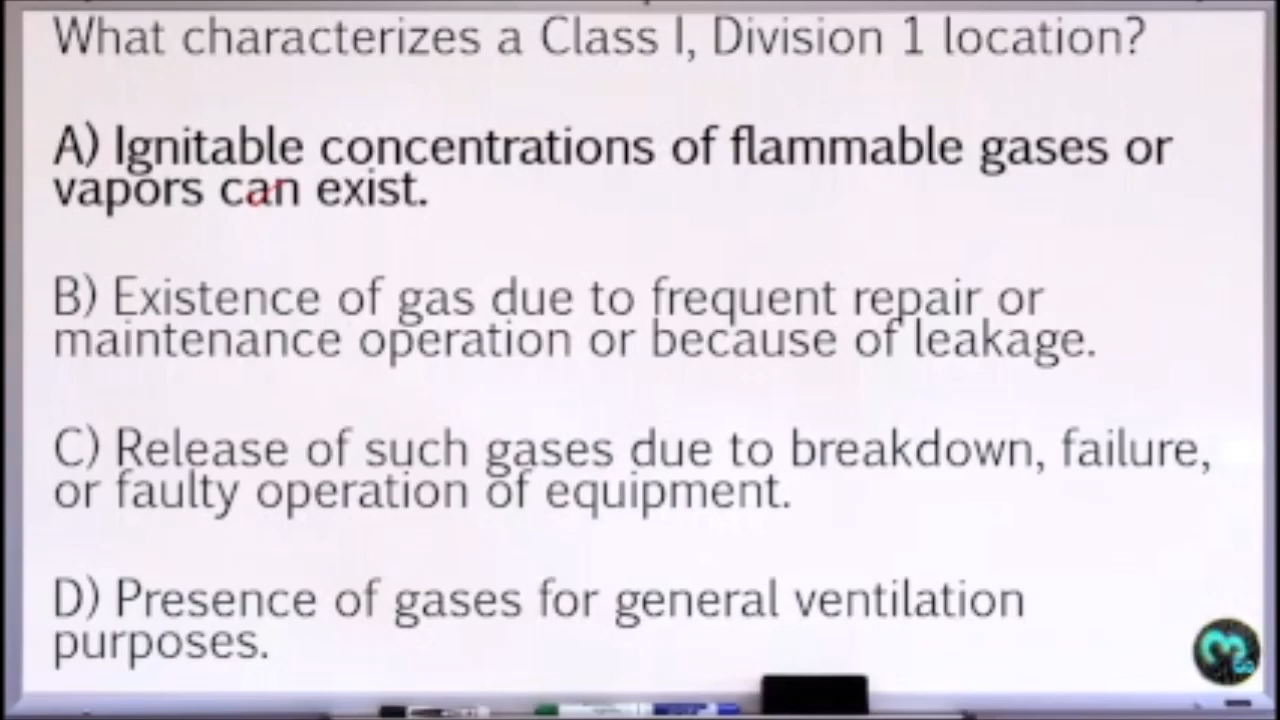 What characterizes a Class I, Division 1 location?
A) Ignitable concentrations of flammable gases or
vapors can exist.
B) Existence of gas due to frequent repair or
maintenance operation or because of leakage.
C) Release of such gases due to breakdown, failure,
or faulty operation of equipment.
D) Presence of gases for general ventilation
purposes.